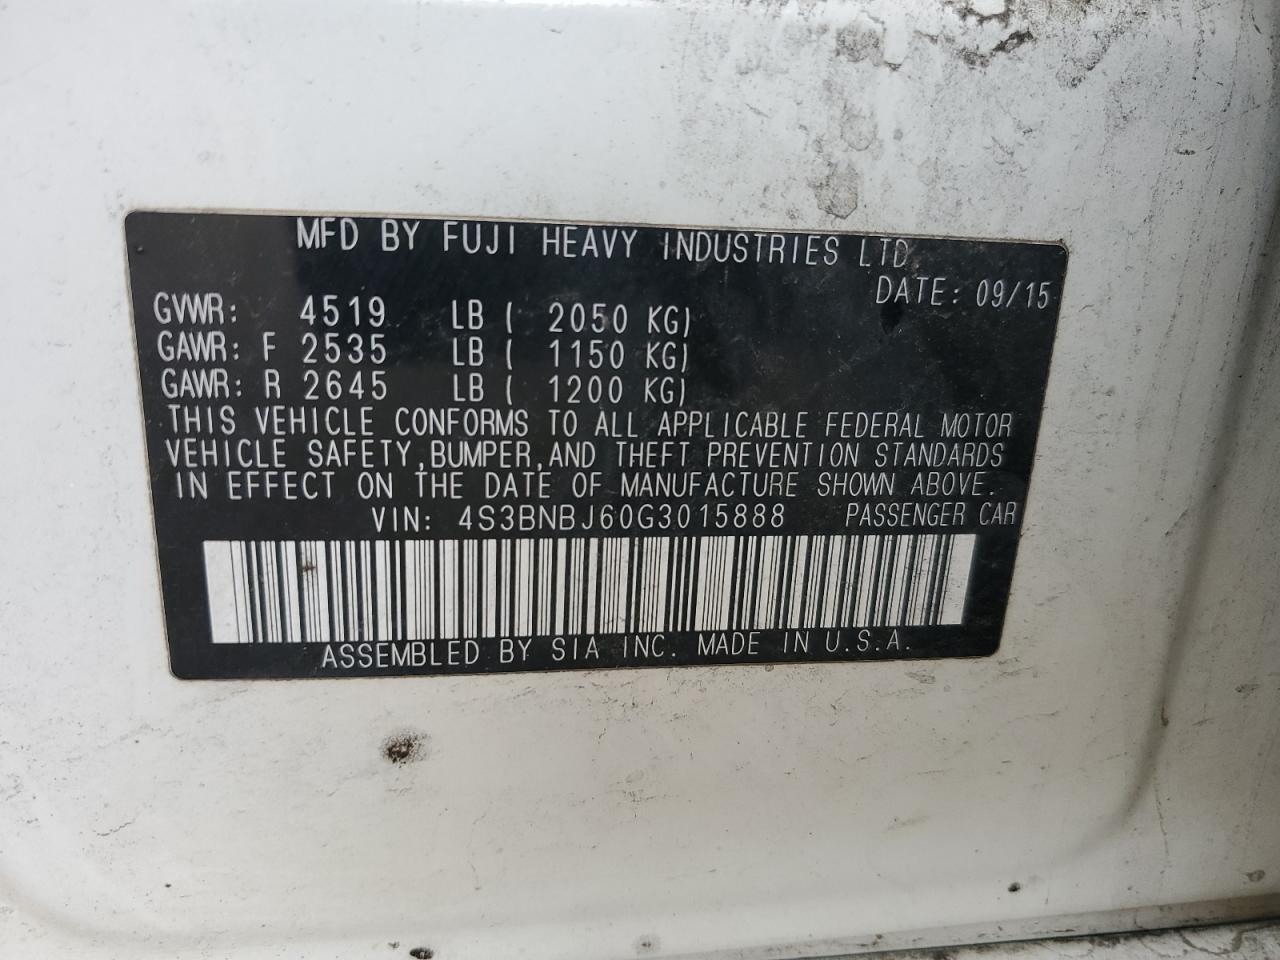 MFD BY FUJI HEAVY INDUSTRIES LTD
DATE: 09/15
GVWR: 4519 LB ( 2050 KG)
GAWR: F 2535 LB ( 1150 KG)
GAWR: R 2645 LB ( 1200 KG)
THIS VEHICLE CONFORMS TO ALL APPLICABLE FEDERAL MOTOR
VEHICLE SAFETY,BUMPER,AND THEFT PREVENTION STANDARDS
IN EFFECT ON THE DATE OF MANUFACTURE SHOWN ABOVE.
VIN: 4S3BNBJ60G3015888 PASSENGER CAR
ASSEMBLED BY SIA INC. MADE IN U.S.A.